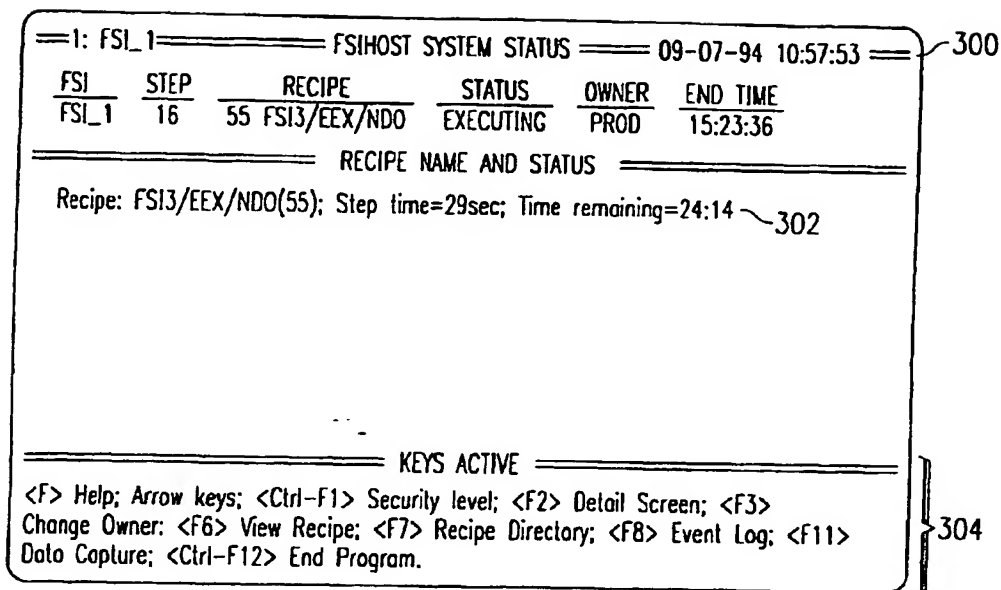 1: FSI_1 FSIHOST SYSTEM STATUS 09-07-94 10:57:53 300
FSI STEP RECIPE STATUS OWNER END TIME
FSI_1 16 55 FSI3/EEX/NDO EXECUTING PROD 15:23:36
RECIPE NAME AND STATUS
Recipe: FSI3/EEX/NDO(55); Step time=29sec; Time remaining=24:14 302
KEYS ACTIVE
<F> Help; Arrow keys; <Ctrl-F1> Security level; <F2> Detail Screen; <F3>
Change Owner: <F6> View Recipe; <F7> Recipe Directory; <F8> Event Log; <F11>
Data Capture; <Ctrl-F12> End Program.
304